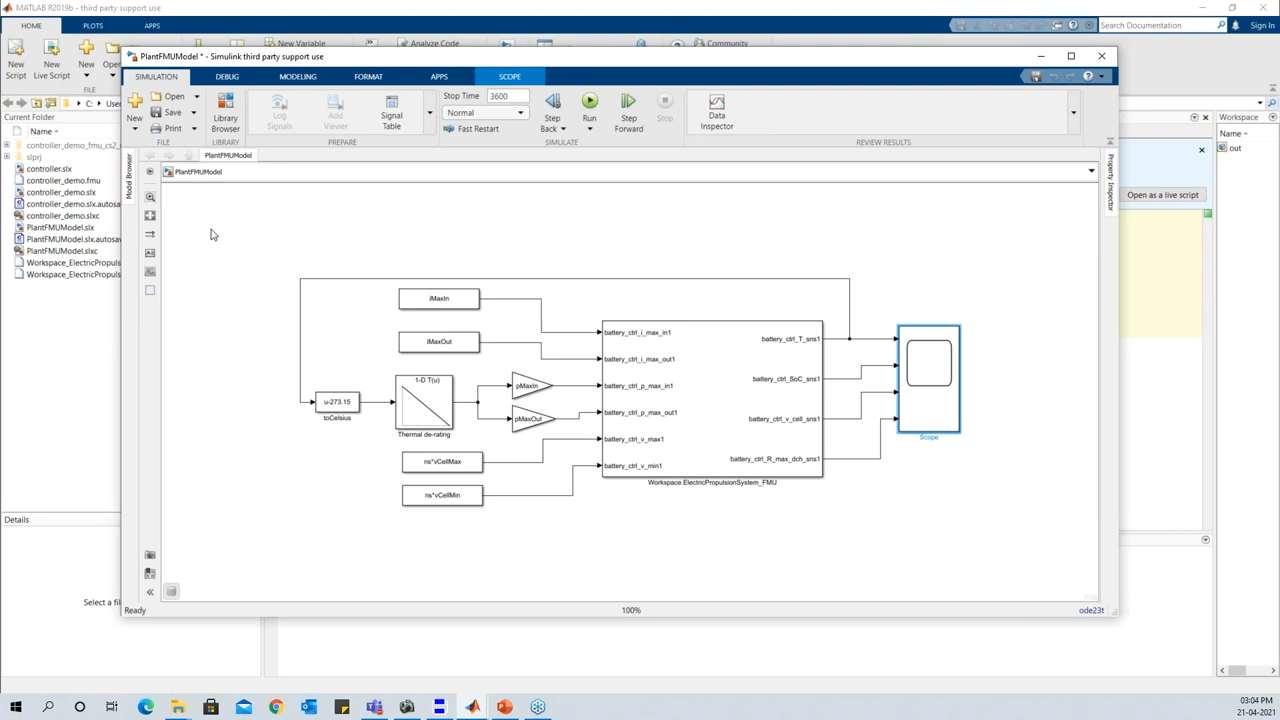 MATLAB R2019b - third party support use
HOME PLOTS APPS
Search Documentation
Sign In
New Script
New Live Script
New
Open
FILE
New Variable
Analyze Code
Community
C:
Current Folder
Name
controller_demo_fmu_cs2_
slprj
controller.slx
controller_demo.fmu
controller_demo.slx
controller_demo.slx.autosa
controller_demo.slxc
PlantFMUModel.slx
PlantFMUModel.slx.autosav
PlantFMUModel.slxc
Workspace_ElectricPropuls
Workspace_ElectricPropuls
Details
Select a fil
Workspace
Name
out
Open as a live script
PlantFMUModel * - Simulink third party support use
SIMULATION DEBUG MODELING FORMAT APPS SCOPE
New
Open
Save
Print
FILE
Library Browser
LIBRARY
Log Signals
Add Viewer
Signal Table
PREPARE
Stop Time 3600
Normal
Fast Restart
Step Back
Run
Step Forward
Stop
SIMULATE
Data Inspector
REVIEW RESULTS
Model Browser
Property Inspector
PlantFMUModel
PlantFMUModel
iMaxIn
iMaxOut
u-273.15
toCelsius
1-D T(u)
Thermal de-rating
pMaxIn
pMaxOut
ns*vCellMax
ns*vCellMin
battery_ctrl_i_max_in1
battery_ctrl_i_max_out1
battery_ctrl_p_max_in1
battery_ctrl_p_max_out1
battery_ctrl_v_max1
battery_ctrl_v_min1
battery_ctrl_T_sns1
battery_ctrl_SoC_sns1
battery_ctrl_v_cell_sns1
battery_ctrl_R_max_dch_sns1
Workspace.ElectricPropulsionSystem_FMU
Scope
Ready
100%
ode23t
03:04 PM
21-04-2021